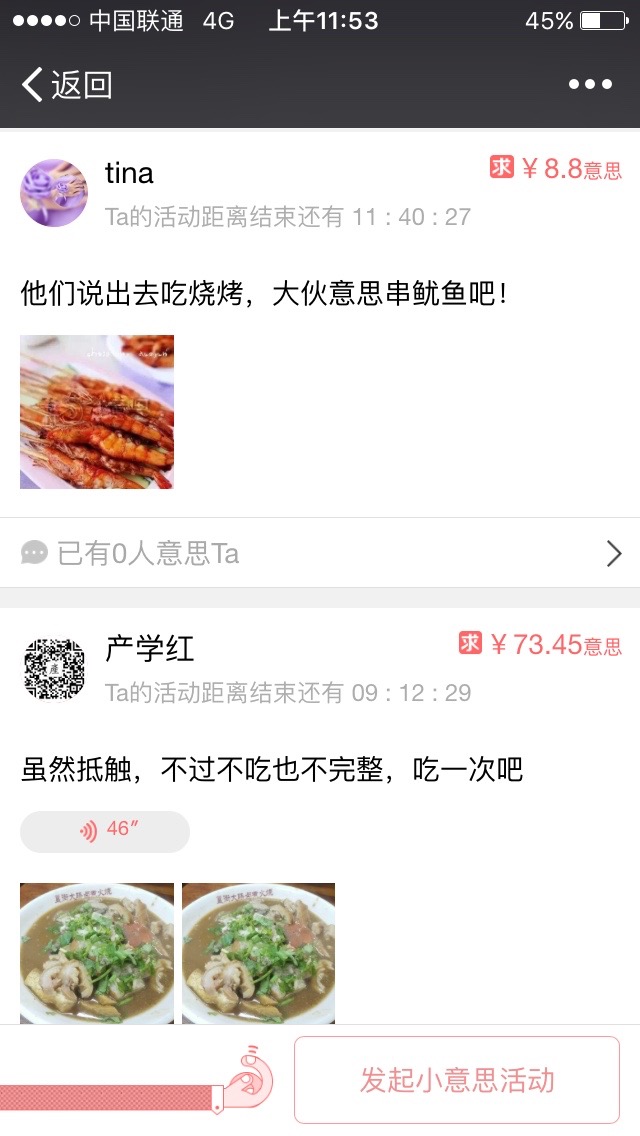 中国联通 4G 上午11:53 45%
返回
tina
求 ¥8.8意思
Ta的活动距离结束还有 11 : 40 : 27
他们说出去吃烧烤，大伙意思串鱿鱼吧！
已有0人意思Ta
产学红
求 ¥73.45意思
Ta的活动距离结束还有 09 : 12 : 29
虽然抵触，不过不吃也不完整，吃一次吧
46″
发起小意思活动